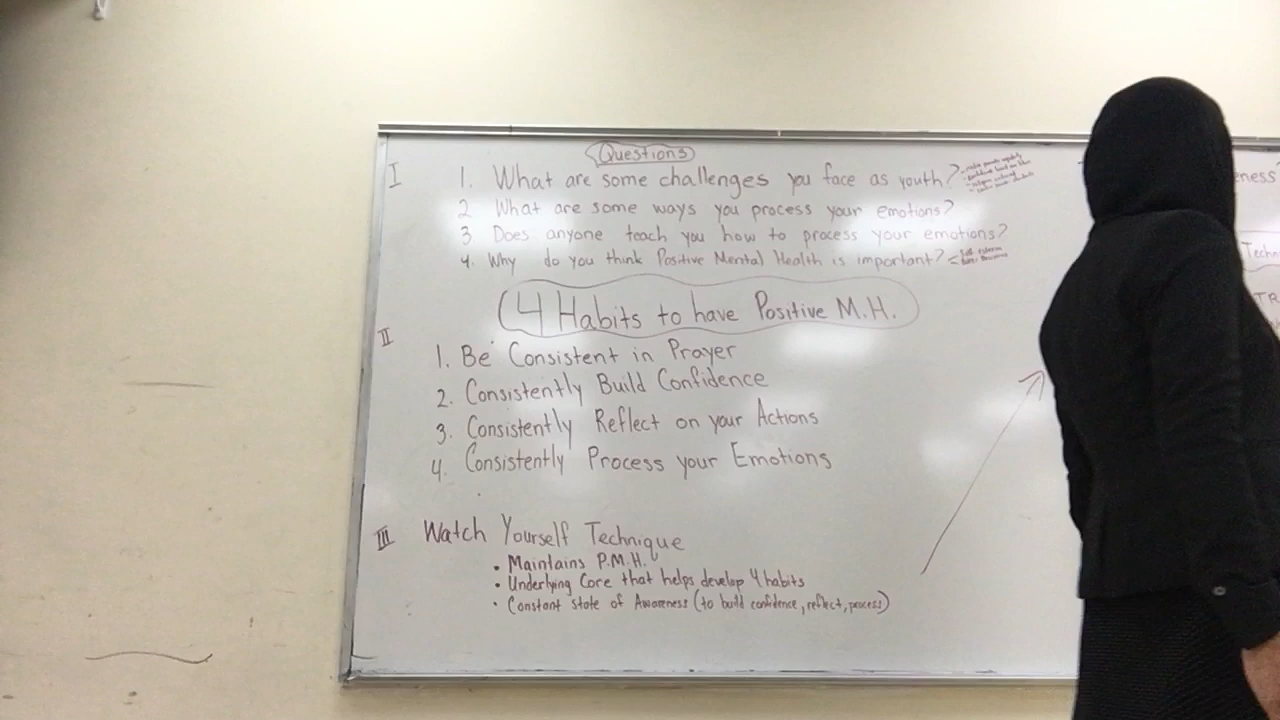 Questions
I
1. What are some challenges you face as youth?
2 What are some ways you process your emotions?
3 Does anyone teach you how to process your emotions?
4. Why do you think Positive Mental Health is important?
4 Habits to have Positive M.H.
II
1. Be Consistent in Prayer
2. Consistently Build Confidence
3. Consistently Reflect on your Actions
4. Consistently Process your Emotions
III Watch Yourself Technique
• Maintains P.M.H.
• Underlying Core that helps develop 4 habits
• Constant state of Awareness (to build confidence, reflect, process)
eness
Techn
TR